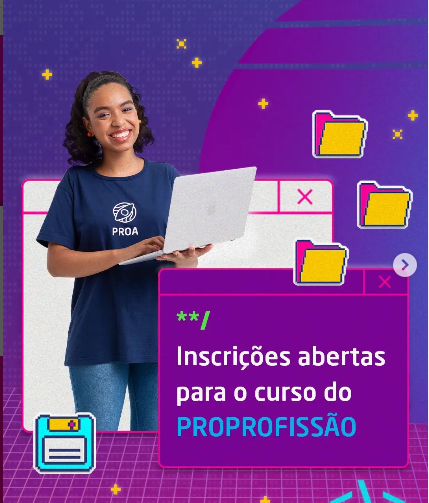 PROA
**/
Inscrições abertas
para o curso do
PROPROFISSÃO